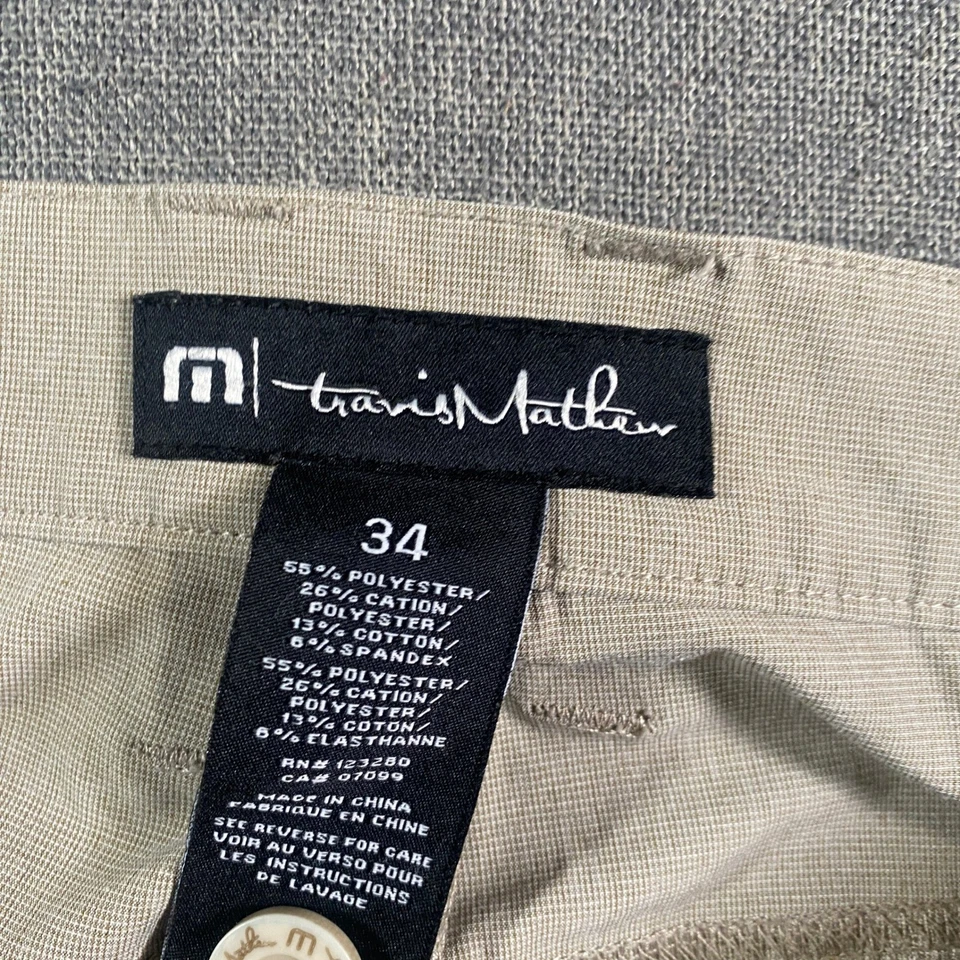 m travisMathew
34
55% POLYESTER/
26% CATION/
POLYESTER/
13% COTTON/
6% SPANDEX
55% POLYESTER/
26% CATION/
POLYESTER/
13% COTON/
6% ELASTHANNE
RN# 123280
CA# 07099
MADE IN CHINA
FABRIQUE EN CHINE
SEE REVERSE FOR CARE
VOIR AU VERSO POUR
LES INSTRUCTIONS
DE LAVAGE